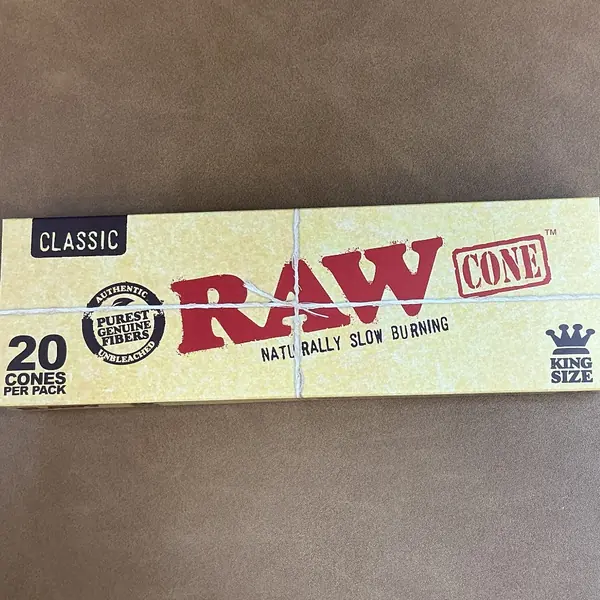 CLASSIC
AUTHENTIC
PUREST
GENUINE
FIBERS
UNBLEACHED
20
CONES
PER PACK
RAW
NATURALLY SLOW BURNING
CONE
™
KING
SIZE